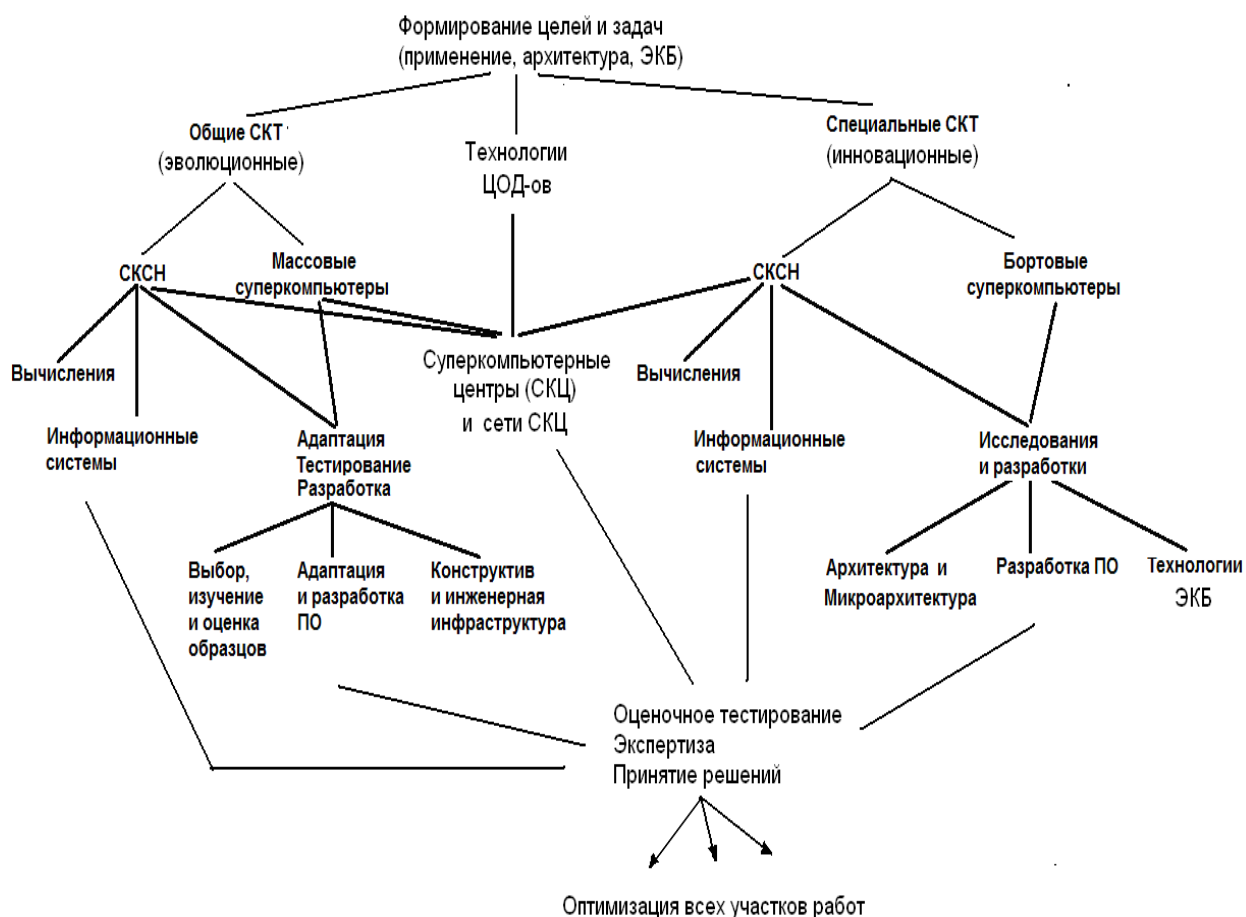 Формирование целей и задач
(применение, архитектура, ЭКБ)
Общие СКТ
(эволюционные)
Технологии
ЦОД-ов
Специальные СКТ
(инновационные)
СКСН
Массовые
суперкомпьютеры
СКСН
Бортовые
суперкомпьютеры
Вычисления
Суперкомпьютерные
центры (СКЦ)
и сети СКЦ
Вычисления
Информационные
системы
Адаптация
Тестирование
Разработка
Информационные
системы
Исследования
и разработки
Выбор,
изучение
и оценка
образцов
Адаптация
и разработка
ПО
Конструктив
и инженерная
инфраструктура
Архитектура и
Микроархитектура
Разработка ПО
Технологии
ЭКБ
Оценочное тестирование
Экспертиза
Принятие решений
Оптимизация всех участков работ